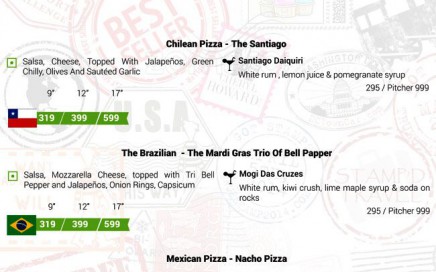 Chilean Pizza - The Santiago
Salsa, Cheese, Topped With Jalapeños, Green
Chilly, Olives And Sautéed Garlic
9" 12" 17"
319 399 599
Santiago Daiquiri
White rum , lemon juice & pomegranate syrup
295 / Pitcher 999
U.S.A
The Brazilian - The Mardi Gras Trio Of Bell Papper
Salsa, Mozzarella Cheese, topped with Tri Bell
Pepper and Jalapeños, Onion Rings, Capsicum
9" 12" 17"
319 399 599
Mogi Das Cruzes
White rum, kiwi crush, lime maple syrup & soda on
rocks
295 / Pitcher 999
Mexican Pizza - Nacho Pizza